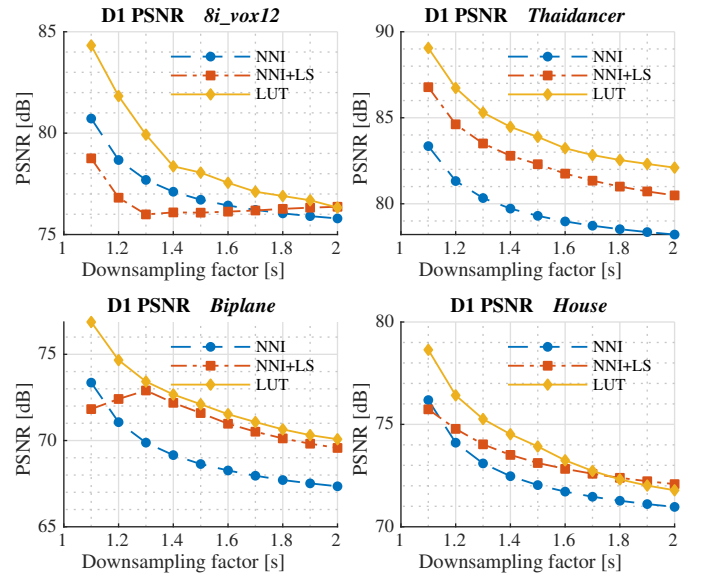 D1 PSNR 8i_vox12
85
80
75
PSNR [dB]
NNI
NNI+LS
LUT
1 1.2 1.4 1.6 1.8 2
Downsampling factor [s]
D1 PSNR Thaidancer
90
85
80
PSNR [dB]
NNI
NNI+LS
LUT
1 1.2 1.4 1.6 1.8 2
Downsampling factor [s]
D1 PSNR Biplane
75
70
65
PSNR [dB]
NNI
NNI+LS
LUT
1 1.2 1.4 1.6 1.8 2
Downsampling factor [s]
D1 PSNR House
80
75
70
PSNR [dB]
NNI
NNI+LS
LUT
1 1.2 1.4 1.6 1.8 2
Downsampling factor [s]